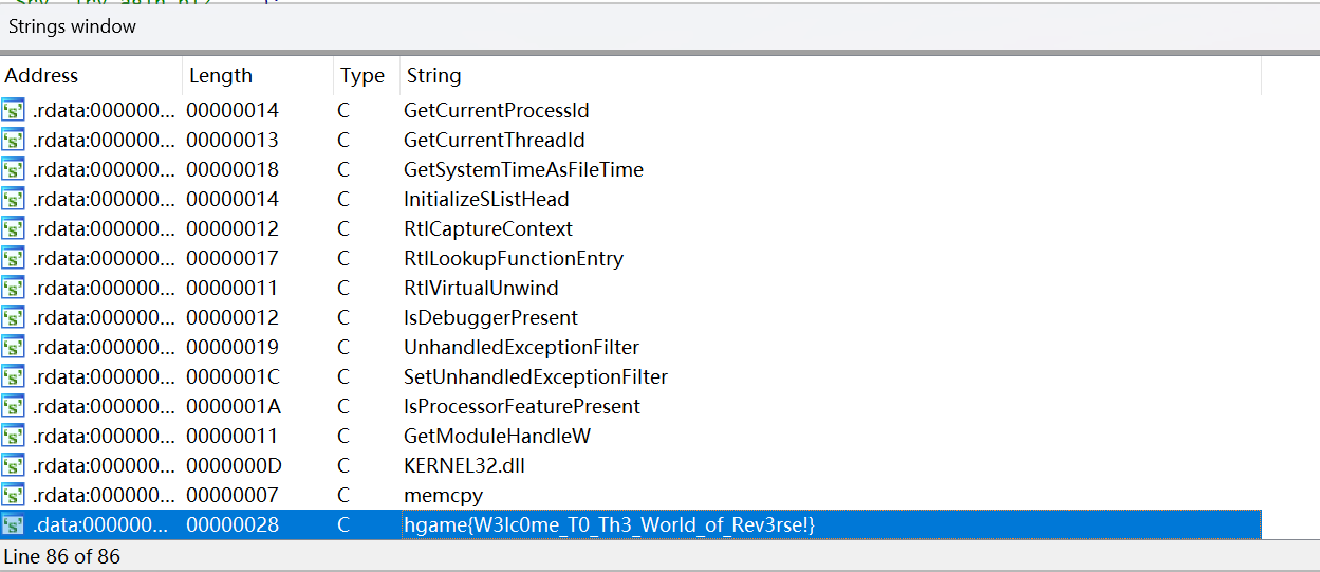 Strings window
Address Length Type String
.rdata:000000... 00000014 C GetCurrentProcessId
.rdata:000000... 00000013 C GetCurrentThreadId
.rdata:000000... 00000018 C GetSystemTimeAsFileTime
.rdata:000000... 00000014 C InitializeSListHead
.rdata:000000... 00000012 C RtlCaptureContext
.rdata:000000... 00000017 C RtlLookupFunctionEntry
.rdata:000000... 00000011 C RtlVirtualUnwind
.rdata:000000... 00000012 C IsDebuggerPresent
.rdata:000000... 00000019 C UnhandledExceptionFilter
.rdata:000000... 0000001C C SetUnhandledExceptionFilter
.rdata:000000... 0000001A C IsProcessorFeaturePresent
.rdata:000000... 00000011 C GetModuleHandleW
.rdata:000000... 0000000D C KERNEL32.dll
.rdata:000000... 00000007 C memcpy
.data:000000... 00000028 C hgame{W3lc0me_T0_Th3_World_of_Rev3rse!}
Line 86 of 86